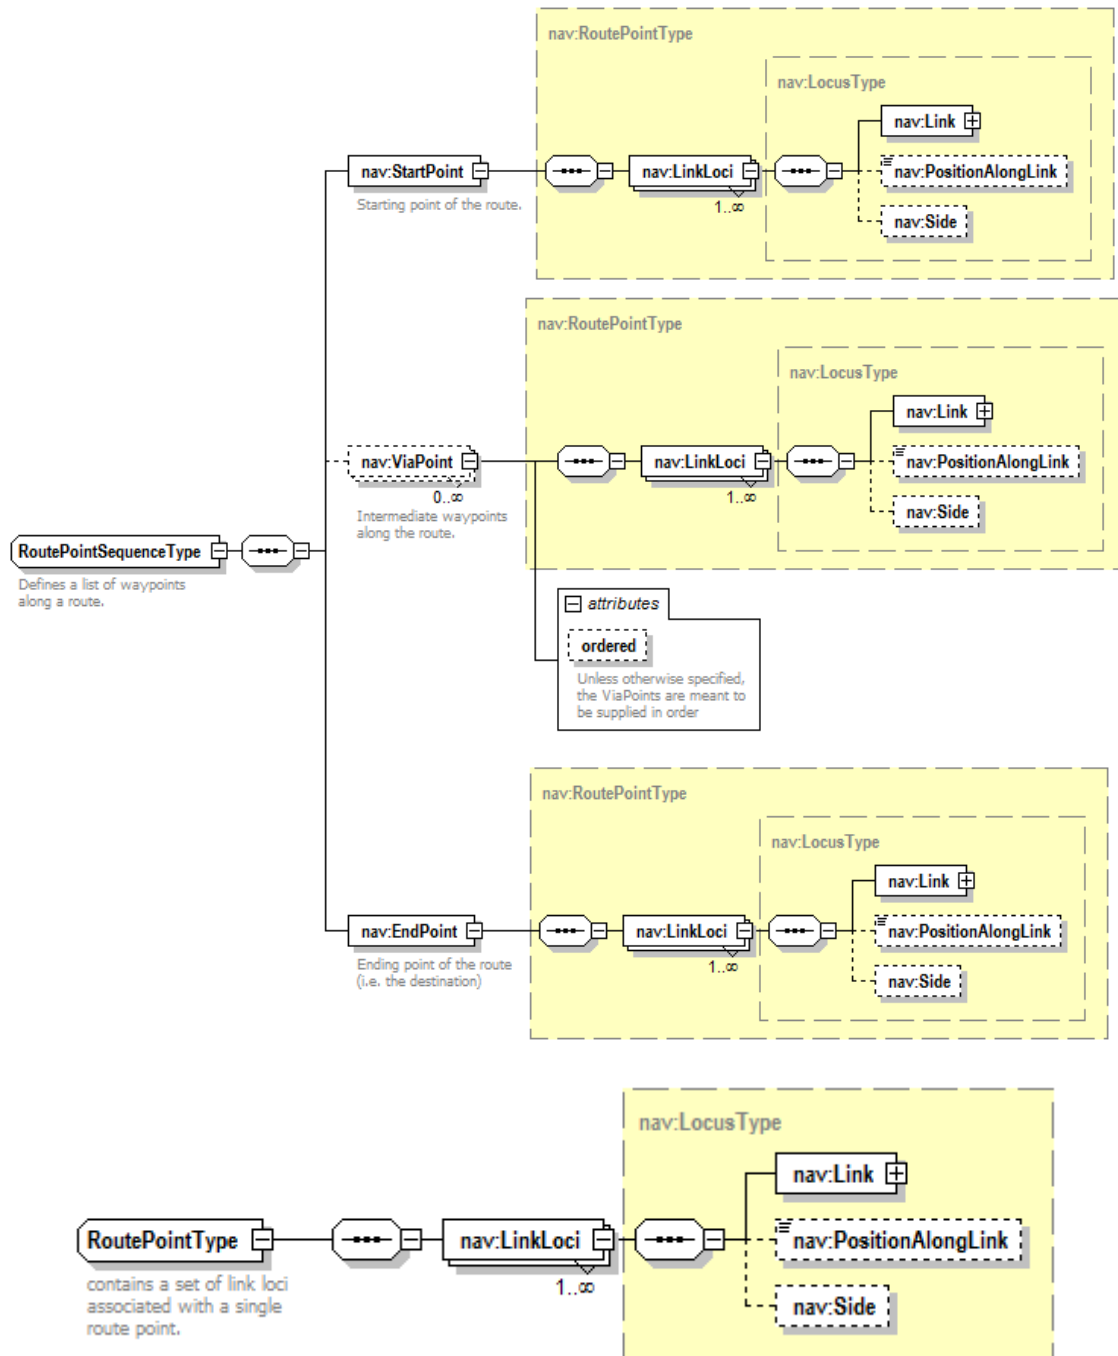 nav:RoutePointType
nav:LocusType
nav:Link
nav:StartPoint
nav:LinkLoci
nav:PositionAlongLink
1..∞
Starting point of the route.
nav:Side
nav:RoutePointType
nav:LocusType
nav:Link
nav:ViaPoint
nav:LinkLoci
nav:PositionAlongLink
0..∞
1..∞
Intermediate waypoints
along the route.
nav:Side
RoutePointSequenceType
Defines a list of waypoints
along a route.
attributes
ordered
Unless otherwise specified,
the ViaPoints are meant to
be supplied in order
nav:RoutePointType
nav:LocusType
nav:Link
nav:EndPoint
nav:LinkLoci
nav:PositionAlongLink
1..∞
Ending point of the route
(i.e. the destination)
nav:Side
nav:LocusType
nav:Link
RoutePointType
nav:LinkLoci
nav:PositionAlongLink
1..∞
contains a set of link loci
associated with a single
route point.
nav:Side